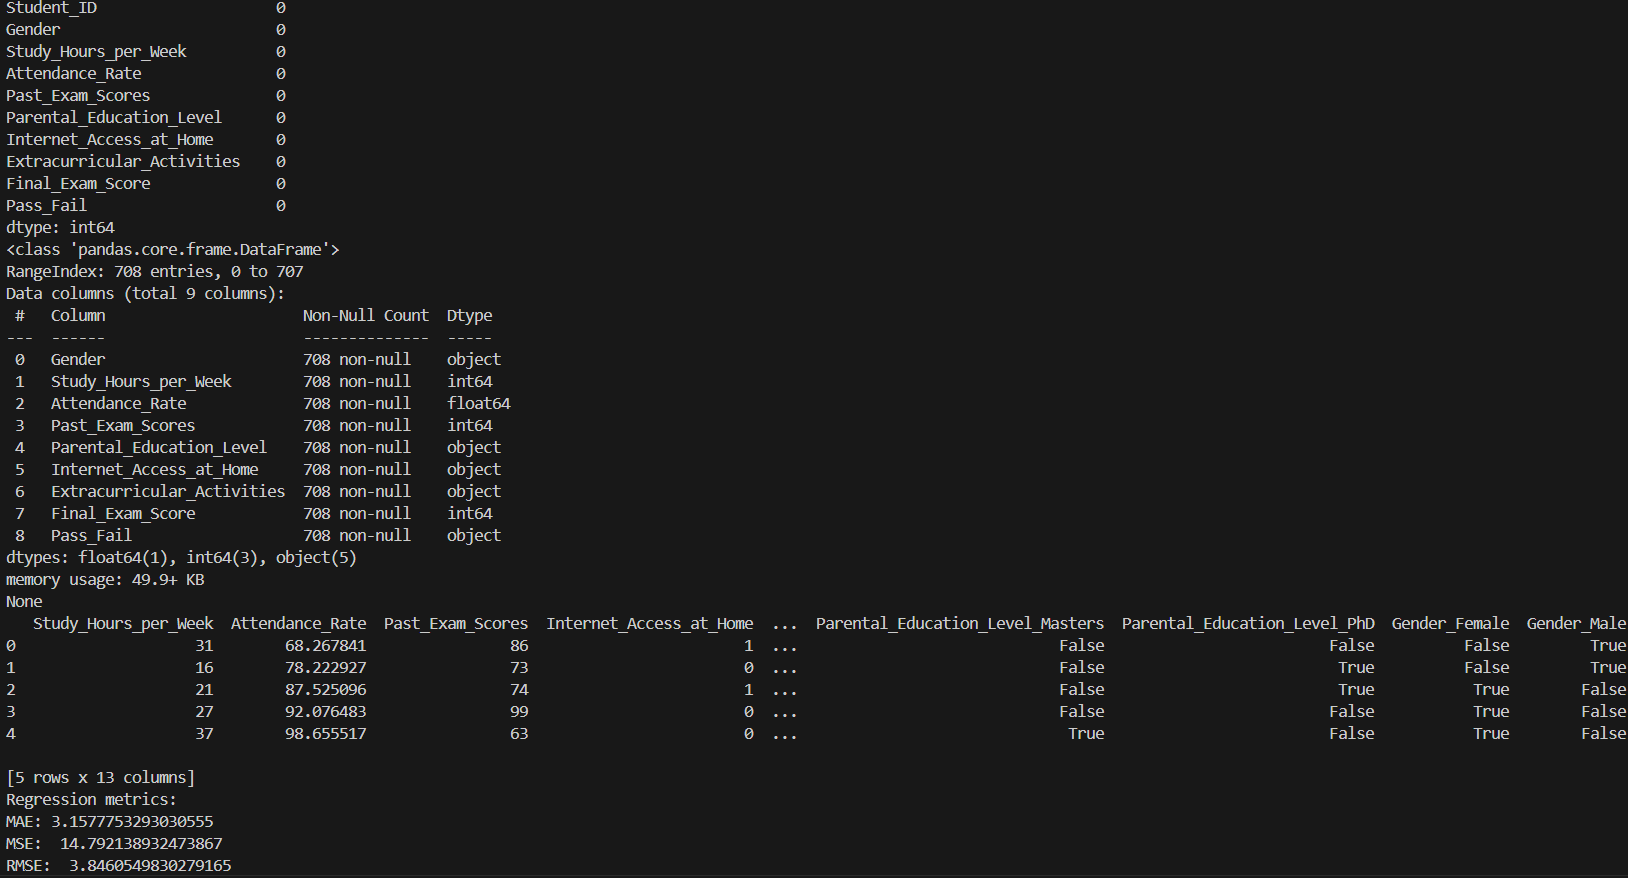 Student_ID                    0
Gender                        0
Study_Hours_per_Week          0
Attendance_Rate               0
Past_Exam_Scores              0
Parental_Education_Level      0
Internet_Access_at_Home       0
Extracurricular_Activities    0
Final_Exam_Score              0
Pass_Fail                     0
dtype: int64
<class 'pandas.core.frame.DataFrame'>
RangeIndex: 708 entries, 0 to 707
Data columns (total 9 columns):
 #   Column                      Non-Null Count  Dtype
---  ------                      --------------  -----
 0   Gender                      708 non-null    object
 1   Study_Hours_per_Week        708 non-null    int64
 2   Attendance_Rate             708 non-null    float64
 3   Past_Exam_Scores            708 non-null    int64
 4   Parental_Education_Level    708 non-null    object
 5   Internet_Access_at_Home     708 non-null    object
 6   Extracurricular_Activities  708 non-null    object
 7   Final_Exam_Score            708 non-null    int64
 8   Pass_Fail                   708 non-null    object
dtypes: float64(1), int64(3), object(5)
memory usage: 49.9+ KB
None
   Study_Hours_per_Week  Attendance_Rate  Past_Exam_Scores  Internet_Access_at_Home  ...  Parental_Education_Level_Masters  Parental_Education_Level_PhD  Gender_Female  Gender_Male
0                    31        68.267841                86                        1  ...                             False                         False          False         True
1                    16        78.222927                73                        0  ...                             False                          True          False         True
2                    21        87.525096                74                        1  ...                             False                          True           True        False
3                    27        92.076483                99                        0  ...                             False                         False           True        False
4                    37        98.655517                63                        0  ...                              True                         False           True        False
[5 rows x 13 columns]
Regression metrics:
MAE: 3.1577753293030555
MSE:  14.792138932473867
RMSE:  3.8460549830279165